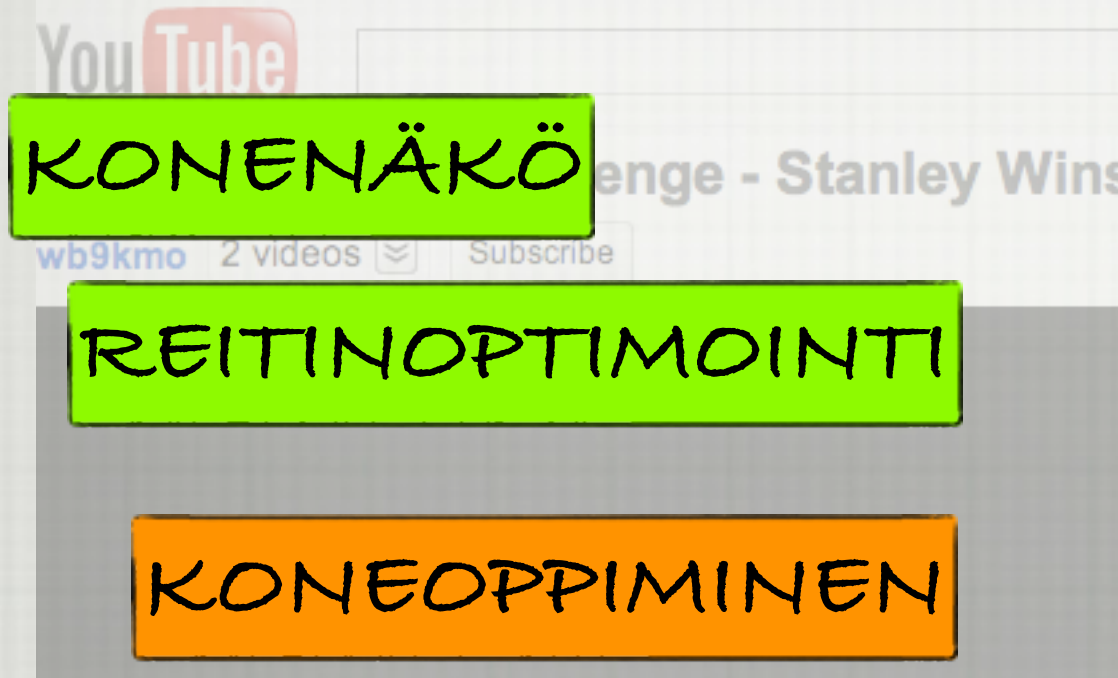 YouTube
KONENÄKÖ
enge - Stanley Wins
wb9kmo 2 videos Subscribe
REITINOPTIMOINTI
KONEOPPIMINEN